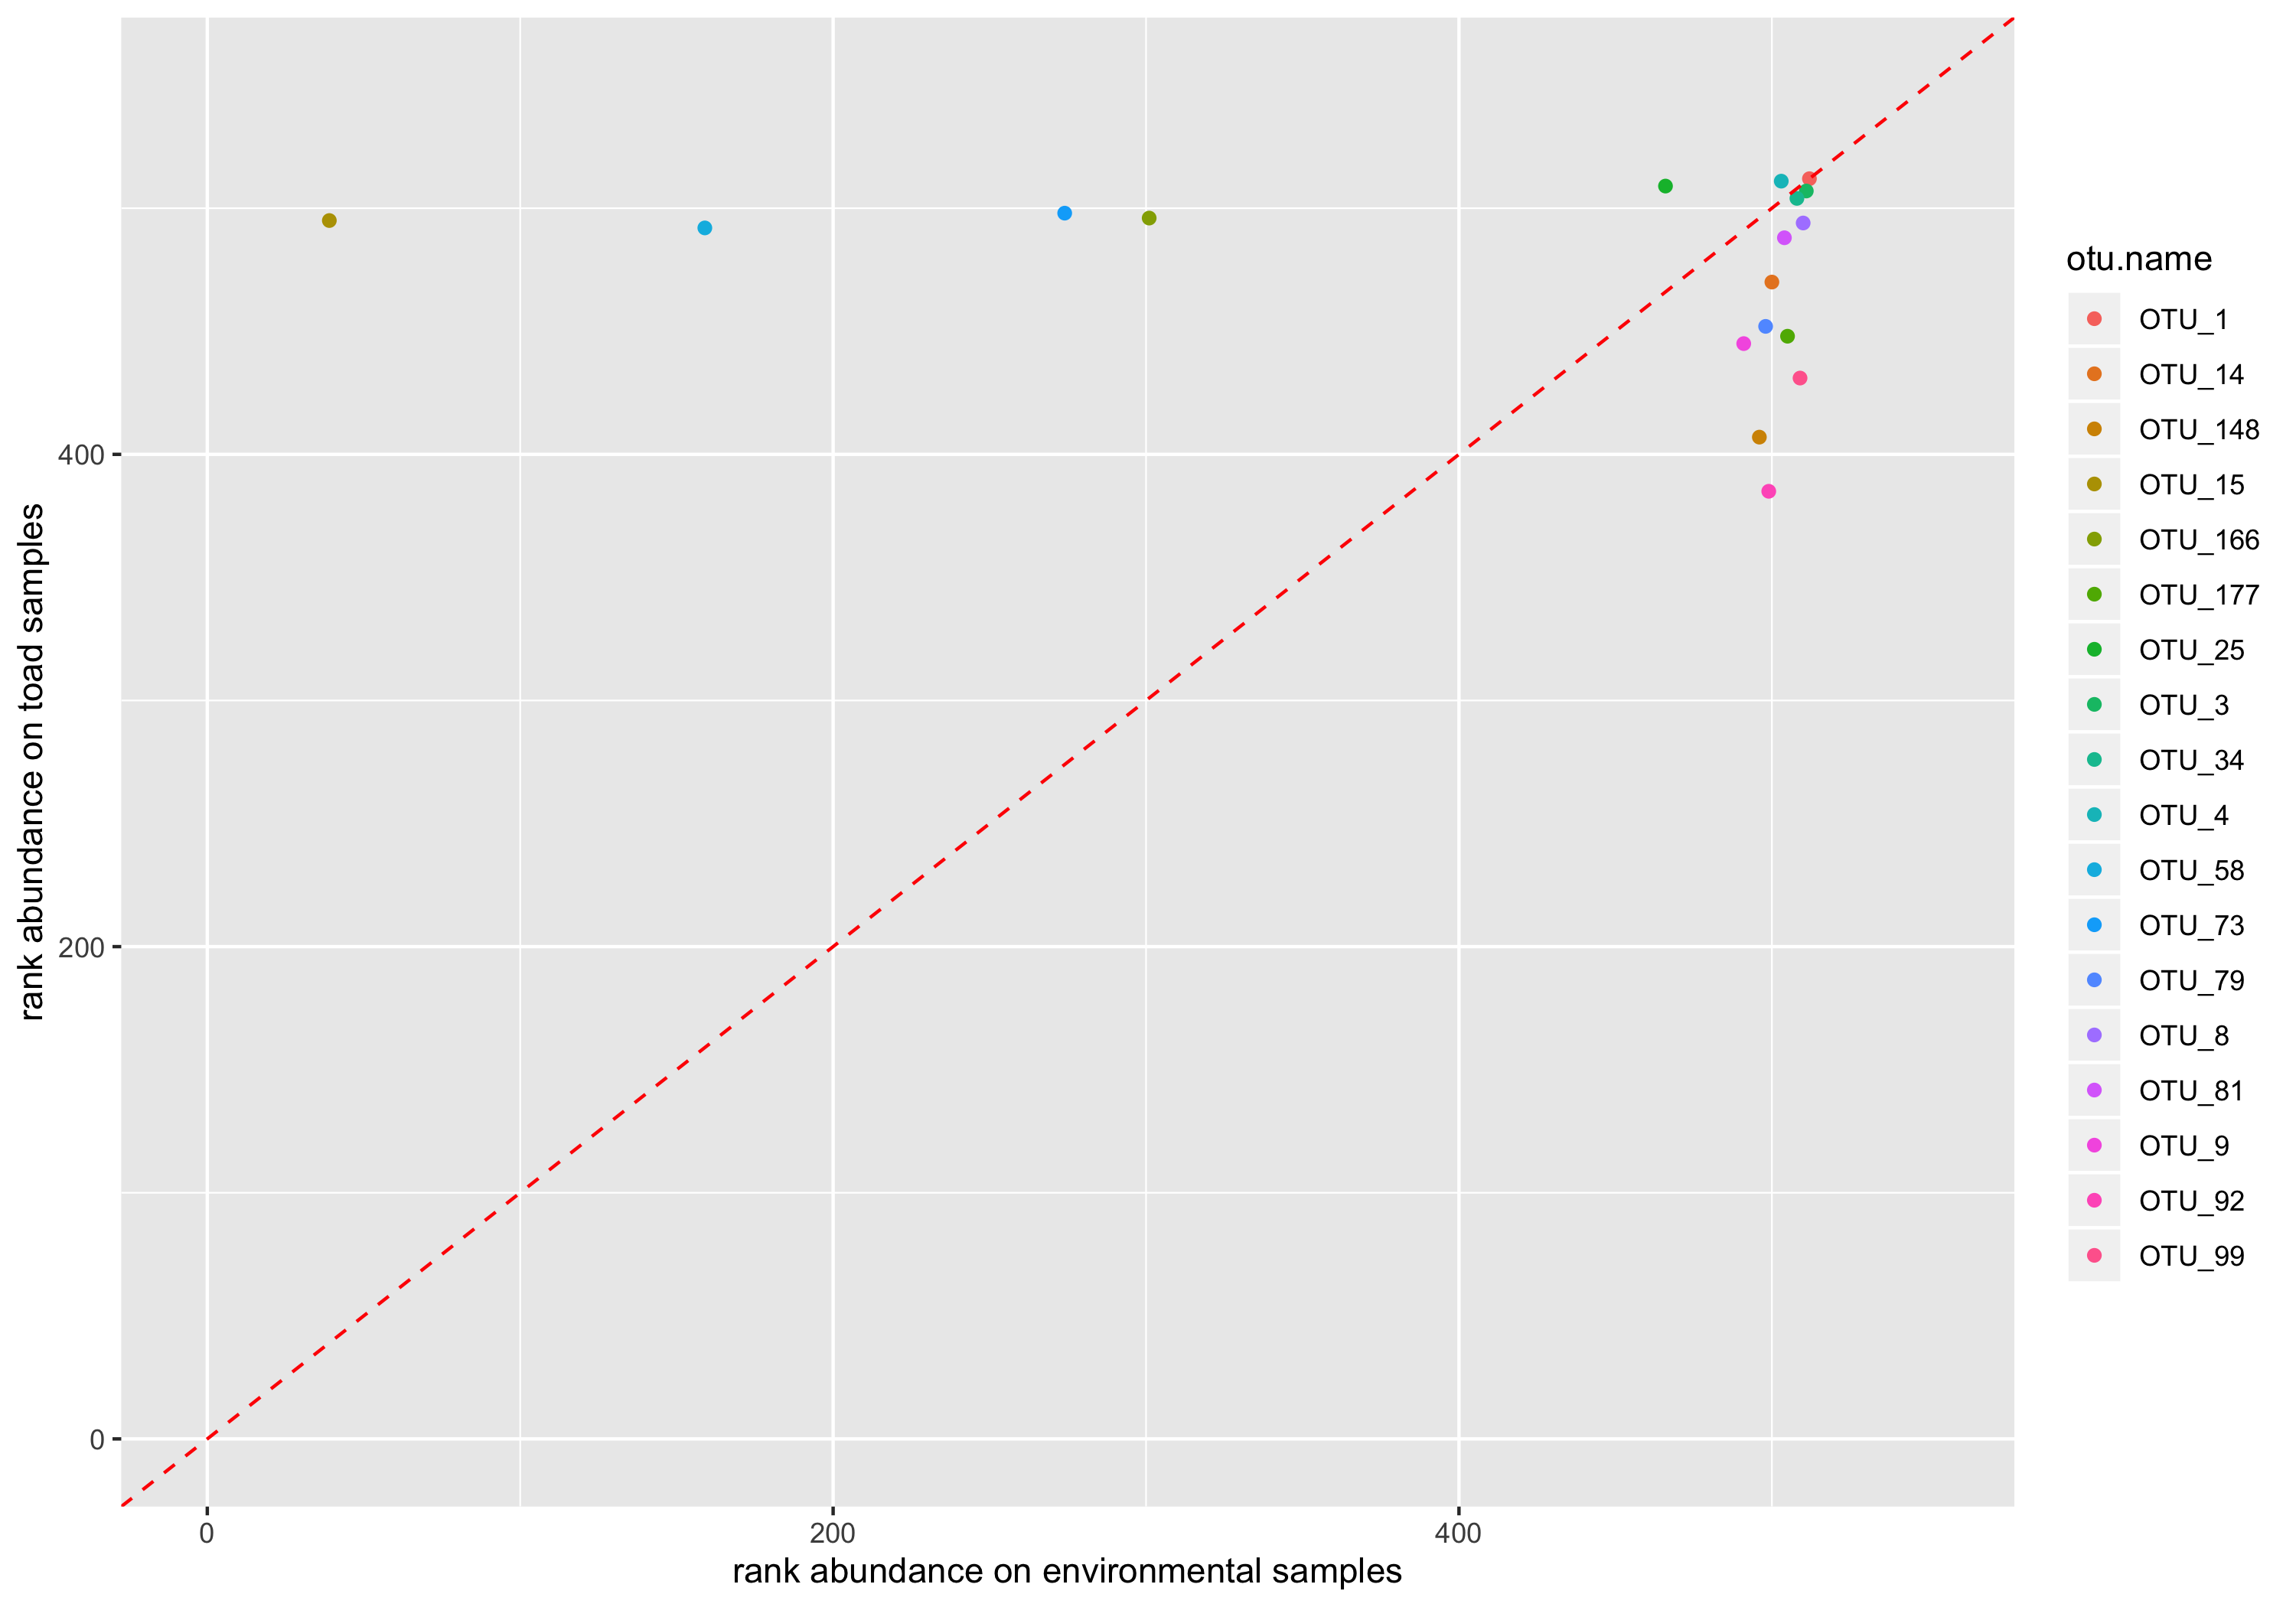 rank abundance on toad samples
400
200
0
0
200
400
rank abundance on environmental samples
otu.name
OTU_1
OTU_14
OTU_148
OTU_15
OTU_166
OTU_177
OTU_25
OTU_3
OTU_34
OTU_4
OTU_58
OTU_73
OTU_79
OTU_8
OTU_81
OTU_9
OTU_92
OTU_99